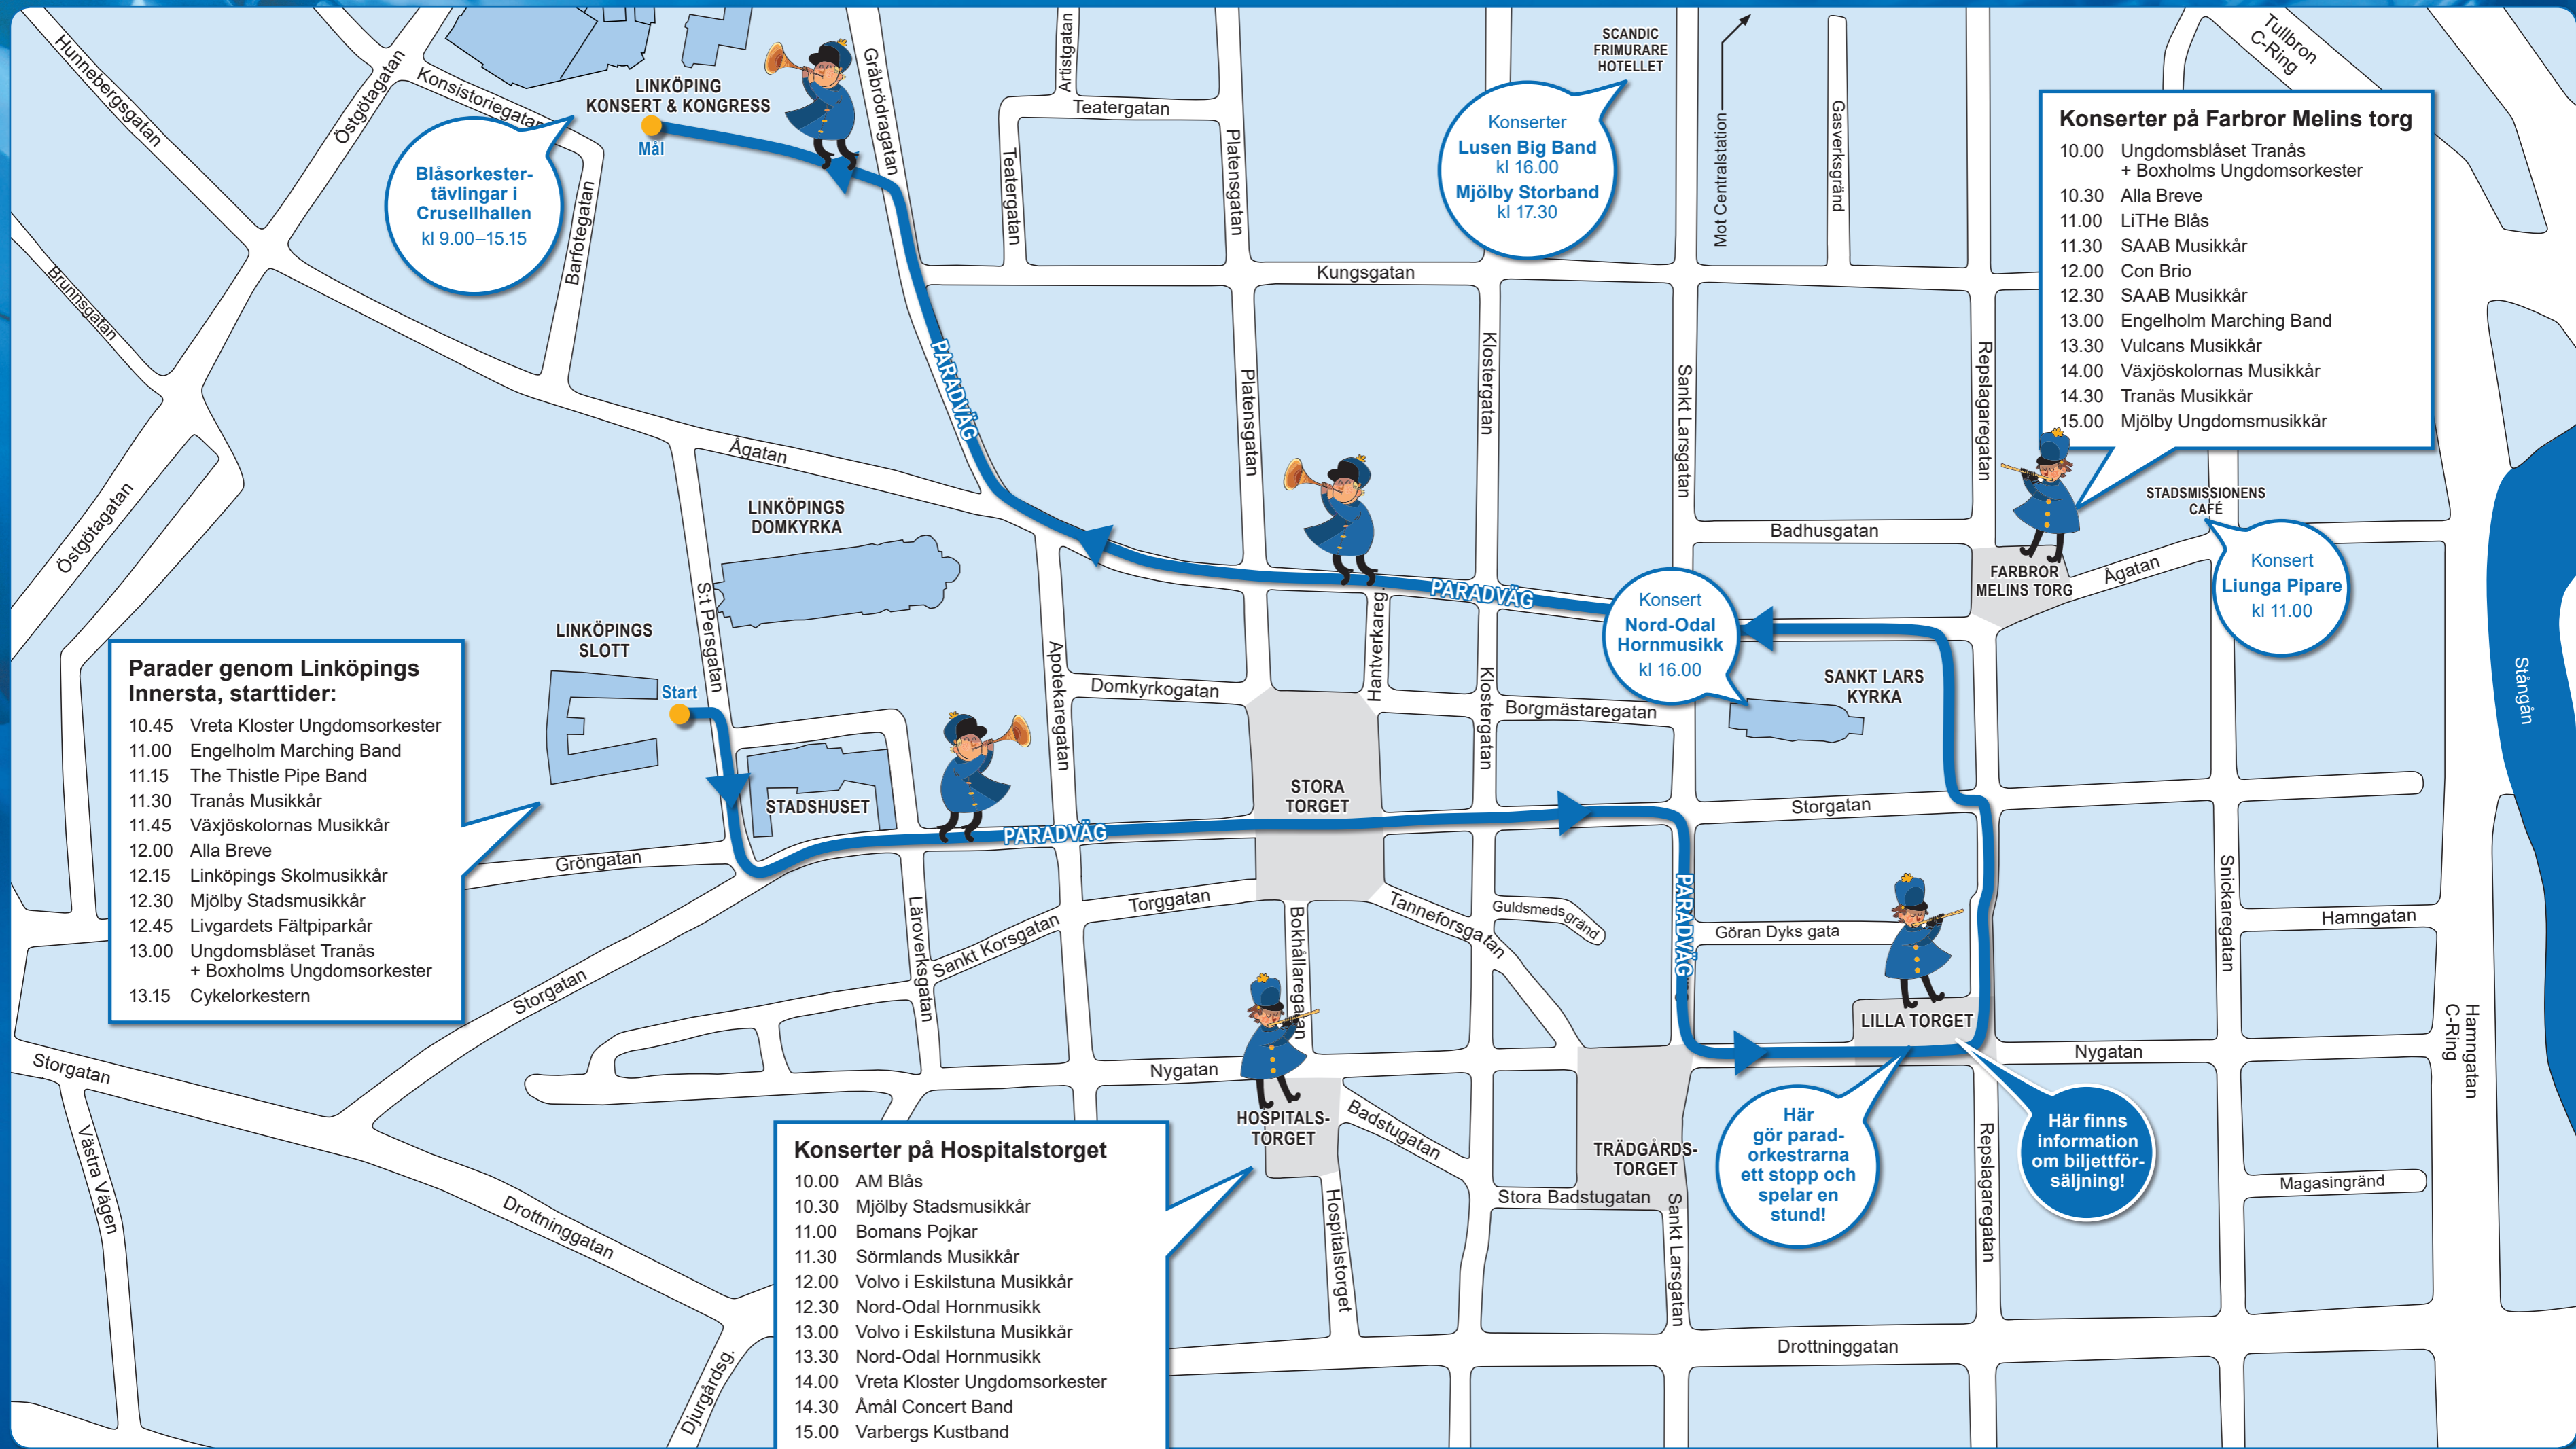 Hunnebergsgatan
Östgötagatan
Konsistoriegatan
LINKÖPING
KONSERT & KONGRESS
Mål
Gråbrödragatan
Artistgatan
Teatergatan
Teatergatan
Platensgatan
SCANDIC
FRIMURARE
HOTELLET
Konserter
Lusen Big Band
kl 16.00
Mjölby Storband
kl 17.30
Mot Centralstation
Gasverksgränd
Tullbron
C-Ring
Konserter på Farbror Melins torg
10.00 Ungdomsblåset Tranås
+ Boxholms Ungdomsorkester
10.30 Alla Breve
11.00 LiTHe Blås
11.30 SAAB Musikkår
12.00 Con Brio
12.30 SAAB Musikkår
13.00 Engelholm Marching Band
13.30 Vulcans Musikkår
14.00 Växjöskolornas Musikkår
14.30 Tranås Musikkår
15.00 Mjölby Ungdomsmusikkår
Blåsorkester-
tävlingar i
Crusellhallen
kl 9.00–15.15
Barfotegatan
Brunnsgatan
Kungsgatan
PARADVÄG
Platensgatan
Klostergatan
Sankt Larsgatan
Repslagaregatan
Ågatan
Östgötagatan
LINKÖPINGS
DOMKYRKA
Badhusgatan
STADSMISSIONENS
CAFÉ
FARBROR
MELINS TORG
Ågatan
Konsert
Liunga Pipare
kl 11.00
PARADVÄG
Konsert
Nord-Odal
Hornmusikk
kl 16.00
S:t Persgatan
LINKÖPINGS
SLOTT
Start
Apotekaregatan
Domkyrkogatan
Hantverkareg.
Klostergatan
Borgmästaregatan
SANKT LARS
KYRKA
Stångån
Parader genom Linköpings
Innersta, starttider:
10.45 Vreta Kloster Ungdomsorkester
11.00 Engelholm Marching Band
11.15 The Thistle Pipe Band
11.30 Tranås Musikkår
11.45 Växjöskolornas Musikkår
12.00 Alla Breve
12.15 Linköpings Skolmusikkår
12.30 Mjölby Stadsmusikkår
12.45 Livgardets Fältpiparkår
13.00 Ungdomsblåset Tranås
+ Boxholms Ungdomsorkester
13.15 Cykelorkestern
STADSHUSET
STORA
TORGET
Storgatan
PARADVÄG
Gröngatan
Läroverksgatan
Sankt Korsgatan
Torggatan
Bokhållaregatan
Tanneforsgatan
Guldsmedsgränd
PARADVÄG
Göran Dyks gata
Snickaregatan
Hamngatan
Storgatan
LILLA TORGET
Hamngatan
C-Ring
Storgatan
Nygatan
Nygatan
HOSPITALS-
TORGET
Badstugatan
TRÄDGÅRDS-
TORGET
Här
gör parad-
orkestrarna
ett stopp och
spelar en
stund!
Här finns
information
om biljettför-
säljning!
Repslagaregatan
Västra Vägen
Drottninggatan
Konserter på Hospitalstorget
10.00 AM Blås
10.30 Mjölby Stadsmusikkår
11.00 Bomans Pojkar
11.30 Sörmlands Musikkår
12.00 Volvo i Eskilstuna Musikkår
12.30 Nord-Odal Hornmusikk
13.00 Volvo i Eskilstuna Musikkår
13.30 Nord-Odal Hornmusikk
14.00 Vreta Kloster Ungdomsorkester
14.30 Åmål Concert Band
15.00 Varbergs Kustband
Hospitalstorget
Stora Badstugatan
Sankt Larsgatan
Magasingränd
Drottninggatan
Djurgårdsg.